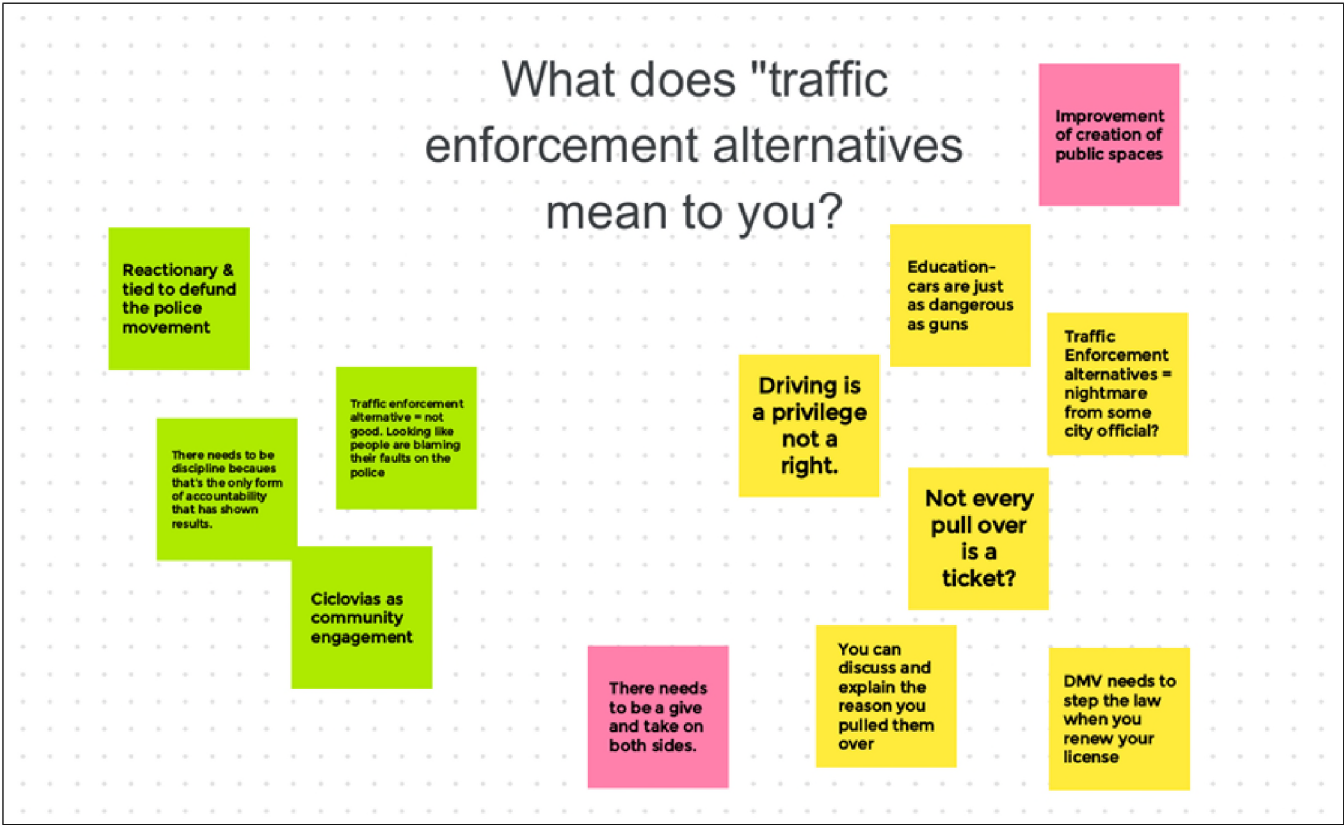 What does "traffic
enforcement alternatives
mean to you?
Improvement
of creation of
public spaces
Reactionary &
tied to defund
the police
movement
Education-
cars are just
as dangerous
as guns
Traffic
Enforcement
alternatives =
nightmare
from some
city official?
Driving is
a privilege
not a
right.
Traffic enforcement
alternative = not
good. Looking like
people are blaming
their faults on the
police
There needs to be
discipline becaues
that's the only form
of accountability
that has shown
results.
Not every
pull over
is a
ticket?
Ciclovias as
community
engagement
There needs
to be a give
and take on
both sides.
You can
discuss and
explain the
reason you
pulled them
over
DMV needs to
step the law
when you
renew your
license